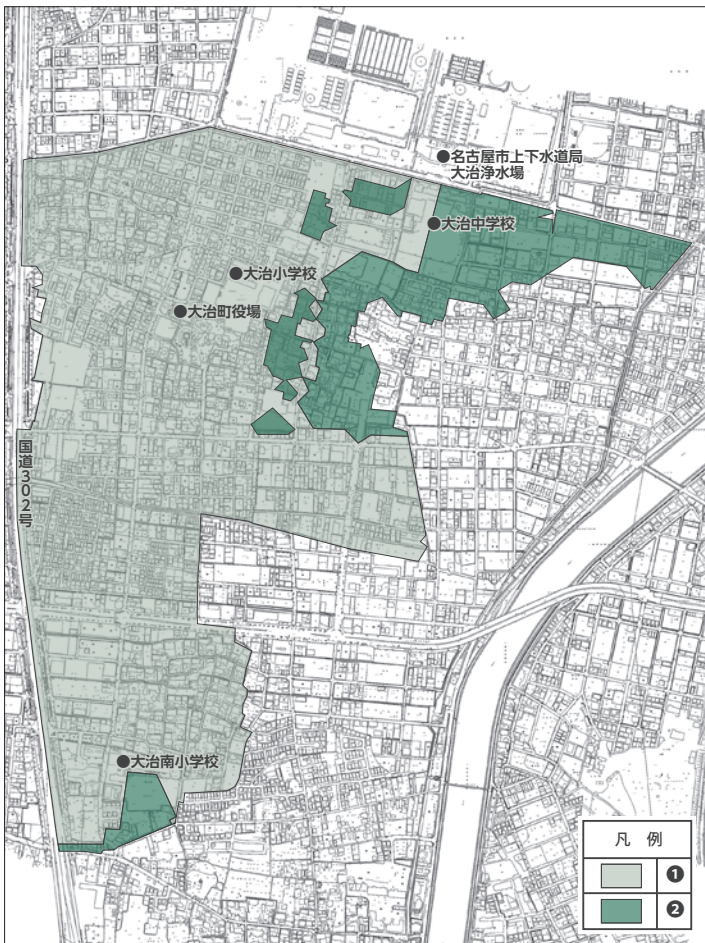 ●名古屋市上下水道局
大治浄水場
●大治中学校
●大治小学校
●大治町役場
国道302号
●大治南小学校
凡 例
❶
❷